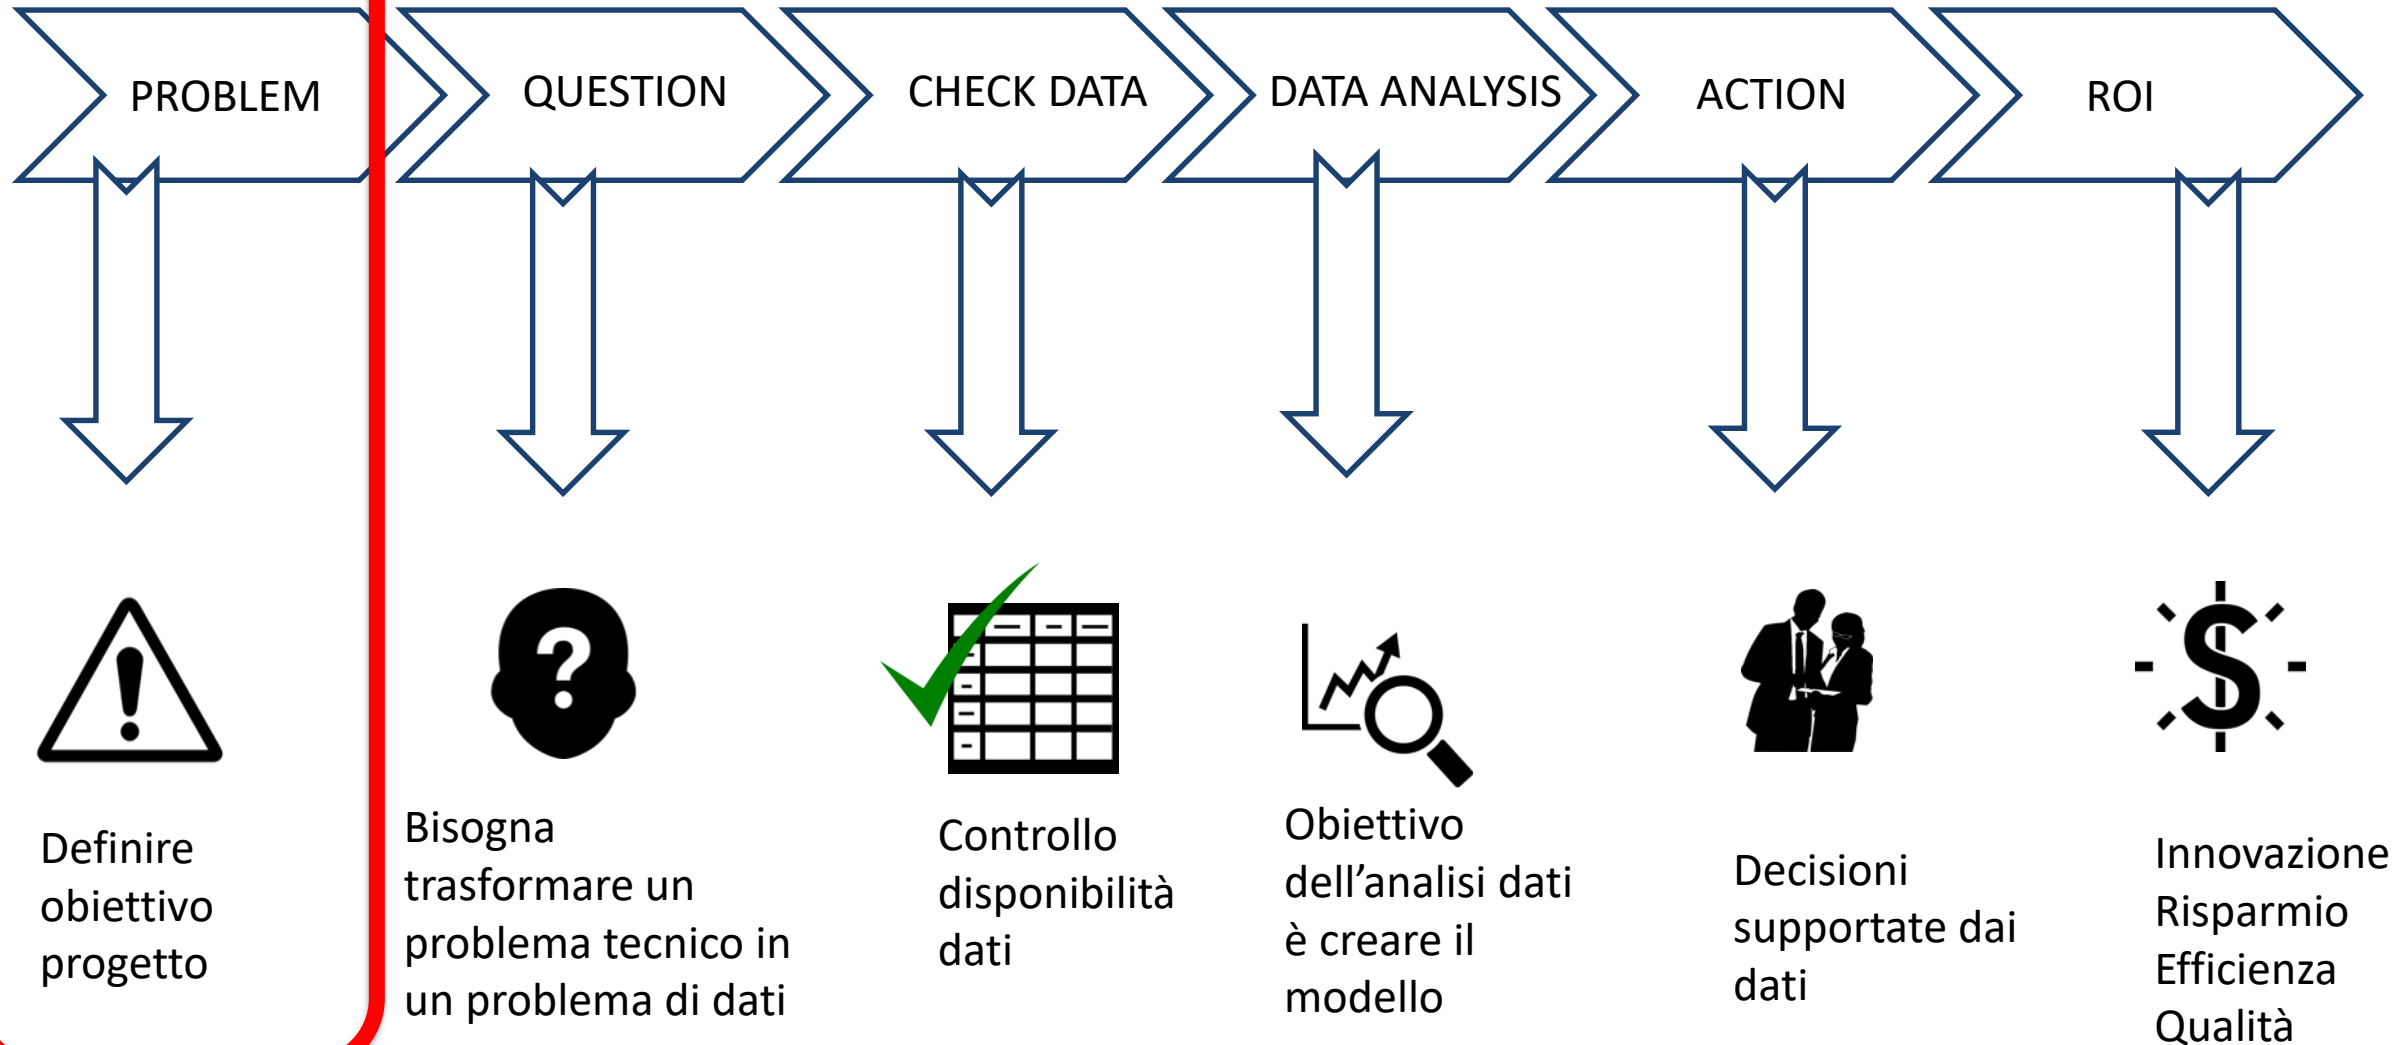 PROBLEM
QUESTION
CHECK DATA
DATA ANALYSIS
ACTION
ROI
Definire
obiettivo
progetto
Bisogna
trasformare un
problema tecnico in
un problema di dati
Controllo
disponibilità
dati
Obiettivo
dell’analisi dati
è creare il
modello
Decisioni
supportate dai
dati
Innovazione
Risparmio
Efficienza
Qualità